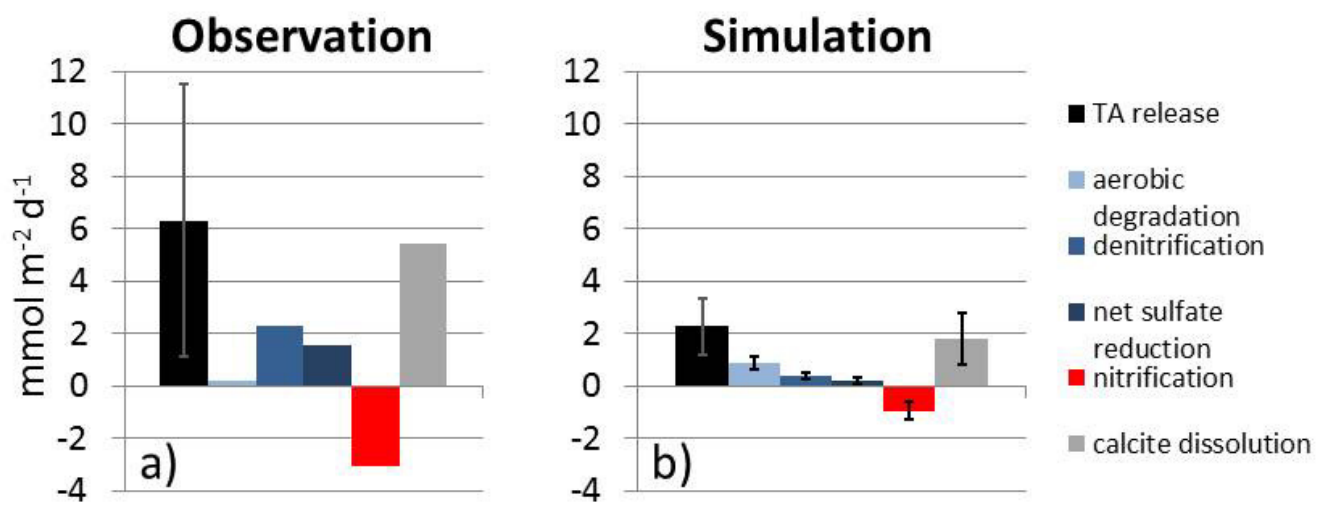 Observation
Simulation
mmol m-2 d-1
12
10
8
6
4
2
0
-2
-4
a)
12
10
8
6
4
2
0
-2
-4
b)
TA release
aerobic
degradation
denitrification
net sulfate
reduction
nitrification
calcite dissolution